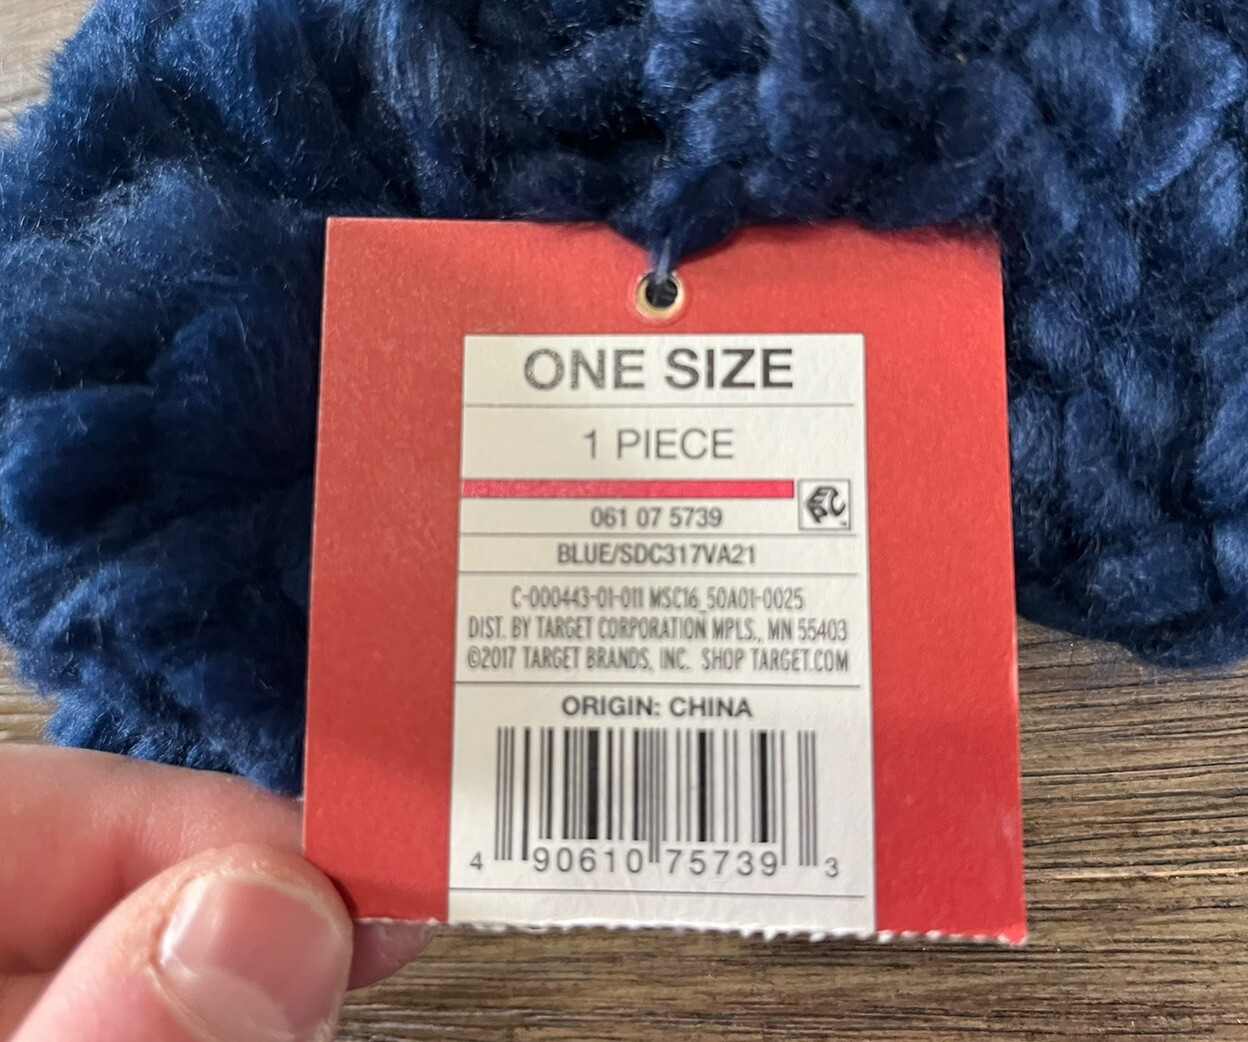 ONE SIZE
1 PIECE
061 07 5739
BLUE/SDC317VA21
C-000443-01-011 MSC16_50A01-0025
DIST. BY TARGET CORPORATION MPLS., MN 55403
©2017 TARGET BRANDS, INC. SHOP TARGET.COM
ORIGIN: CHINA
4 90610 75739 3